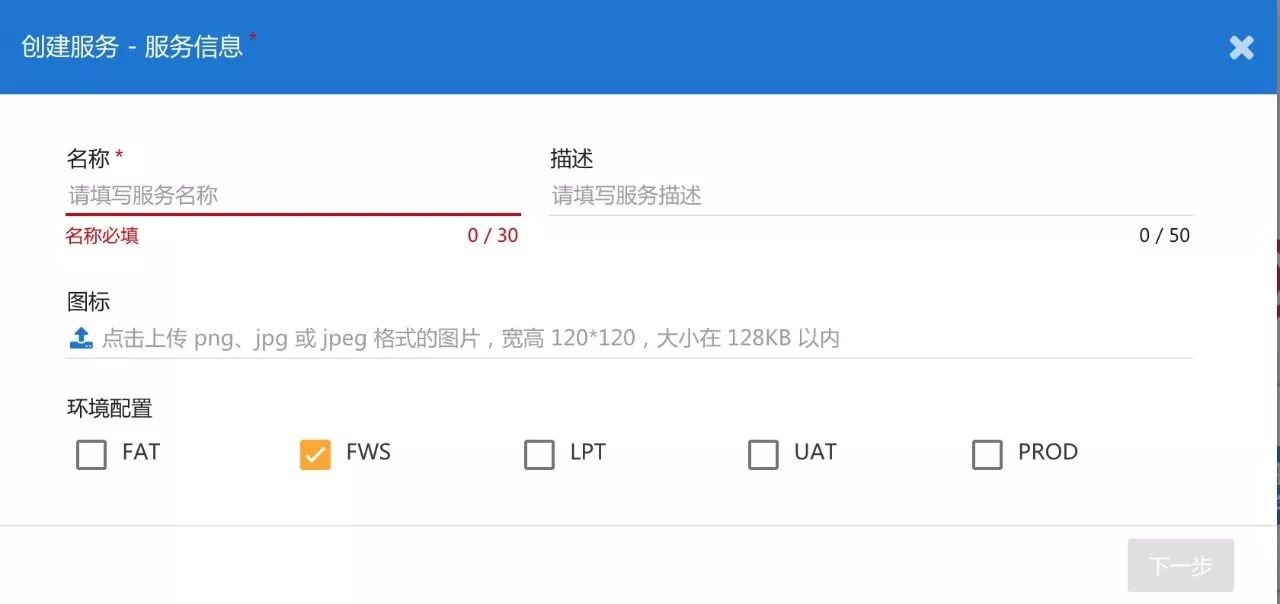 创建服务 - 服务信息 *
名称 *
描述
请填写服务名称
请填写服务描述
名称必填
0 / 30
0 / 50
图标
点击上传 png、jpg 或 jpeg 格式的图片，宽高 120*120，大小在 128KB 以内
环境配置
FAT FWS LPT UAT PROD
下一步